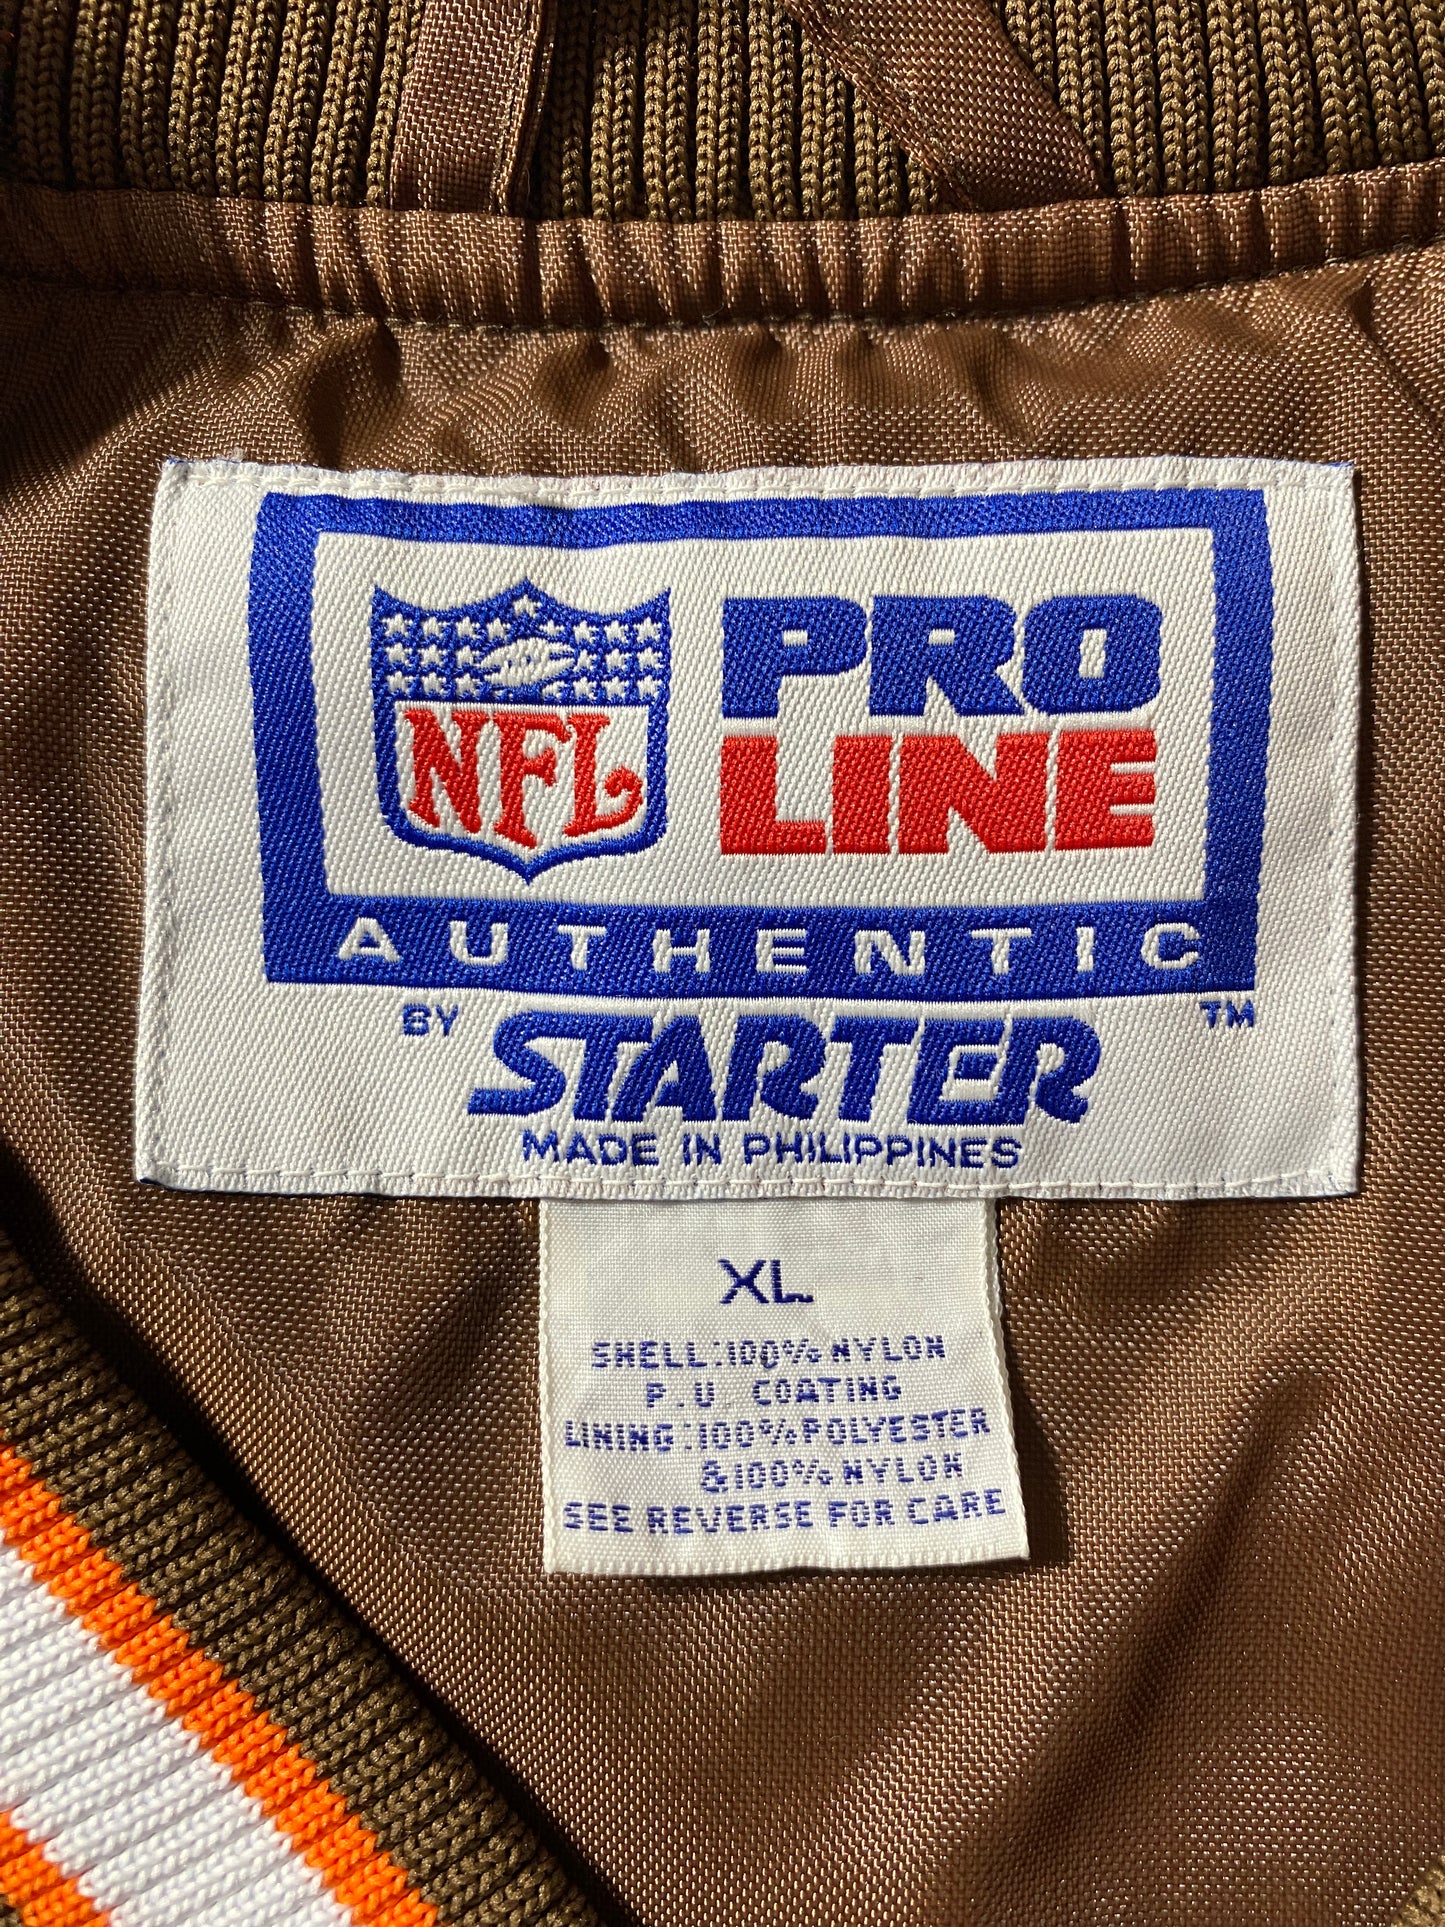 NFL
PRO
LINE
AUTHENTIC
BY STARTER TM
MADE IN PHILIPPINES
XL
SHELL:100% NYLON
P.U COATING
LINING:100%POLYESTER
&100% NYLON
SEE REVERSE FOR CARE